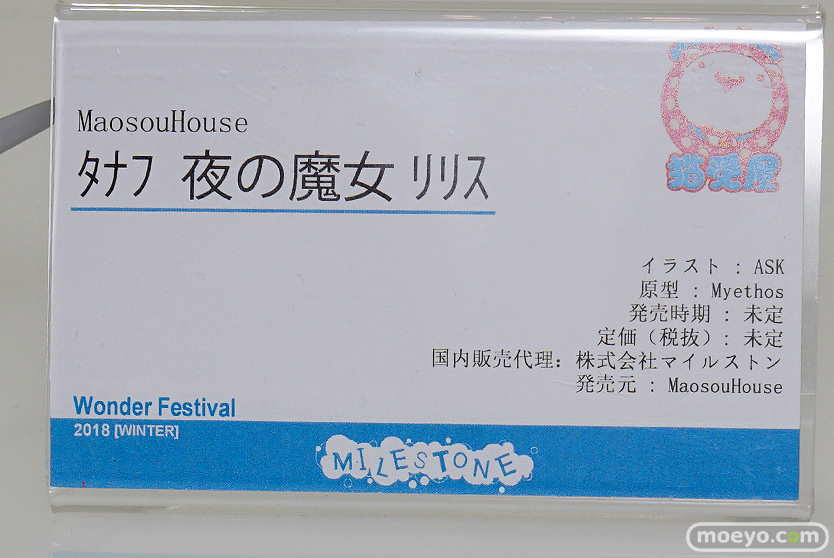 MaosouHouse
ﾀﾅﾌ 夜の魔女 ﾘﾘｽ
イラスト : ASK
原型 : Myethos
発売時期 : 未定
定価（税抜）: 未定
国内販売代理: 株式会社マイルストン
発売元 : MaosouHouse
Wonder Festival
2018 [WINTER]
MILESTONE
moeyo.com